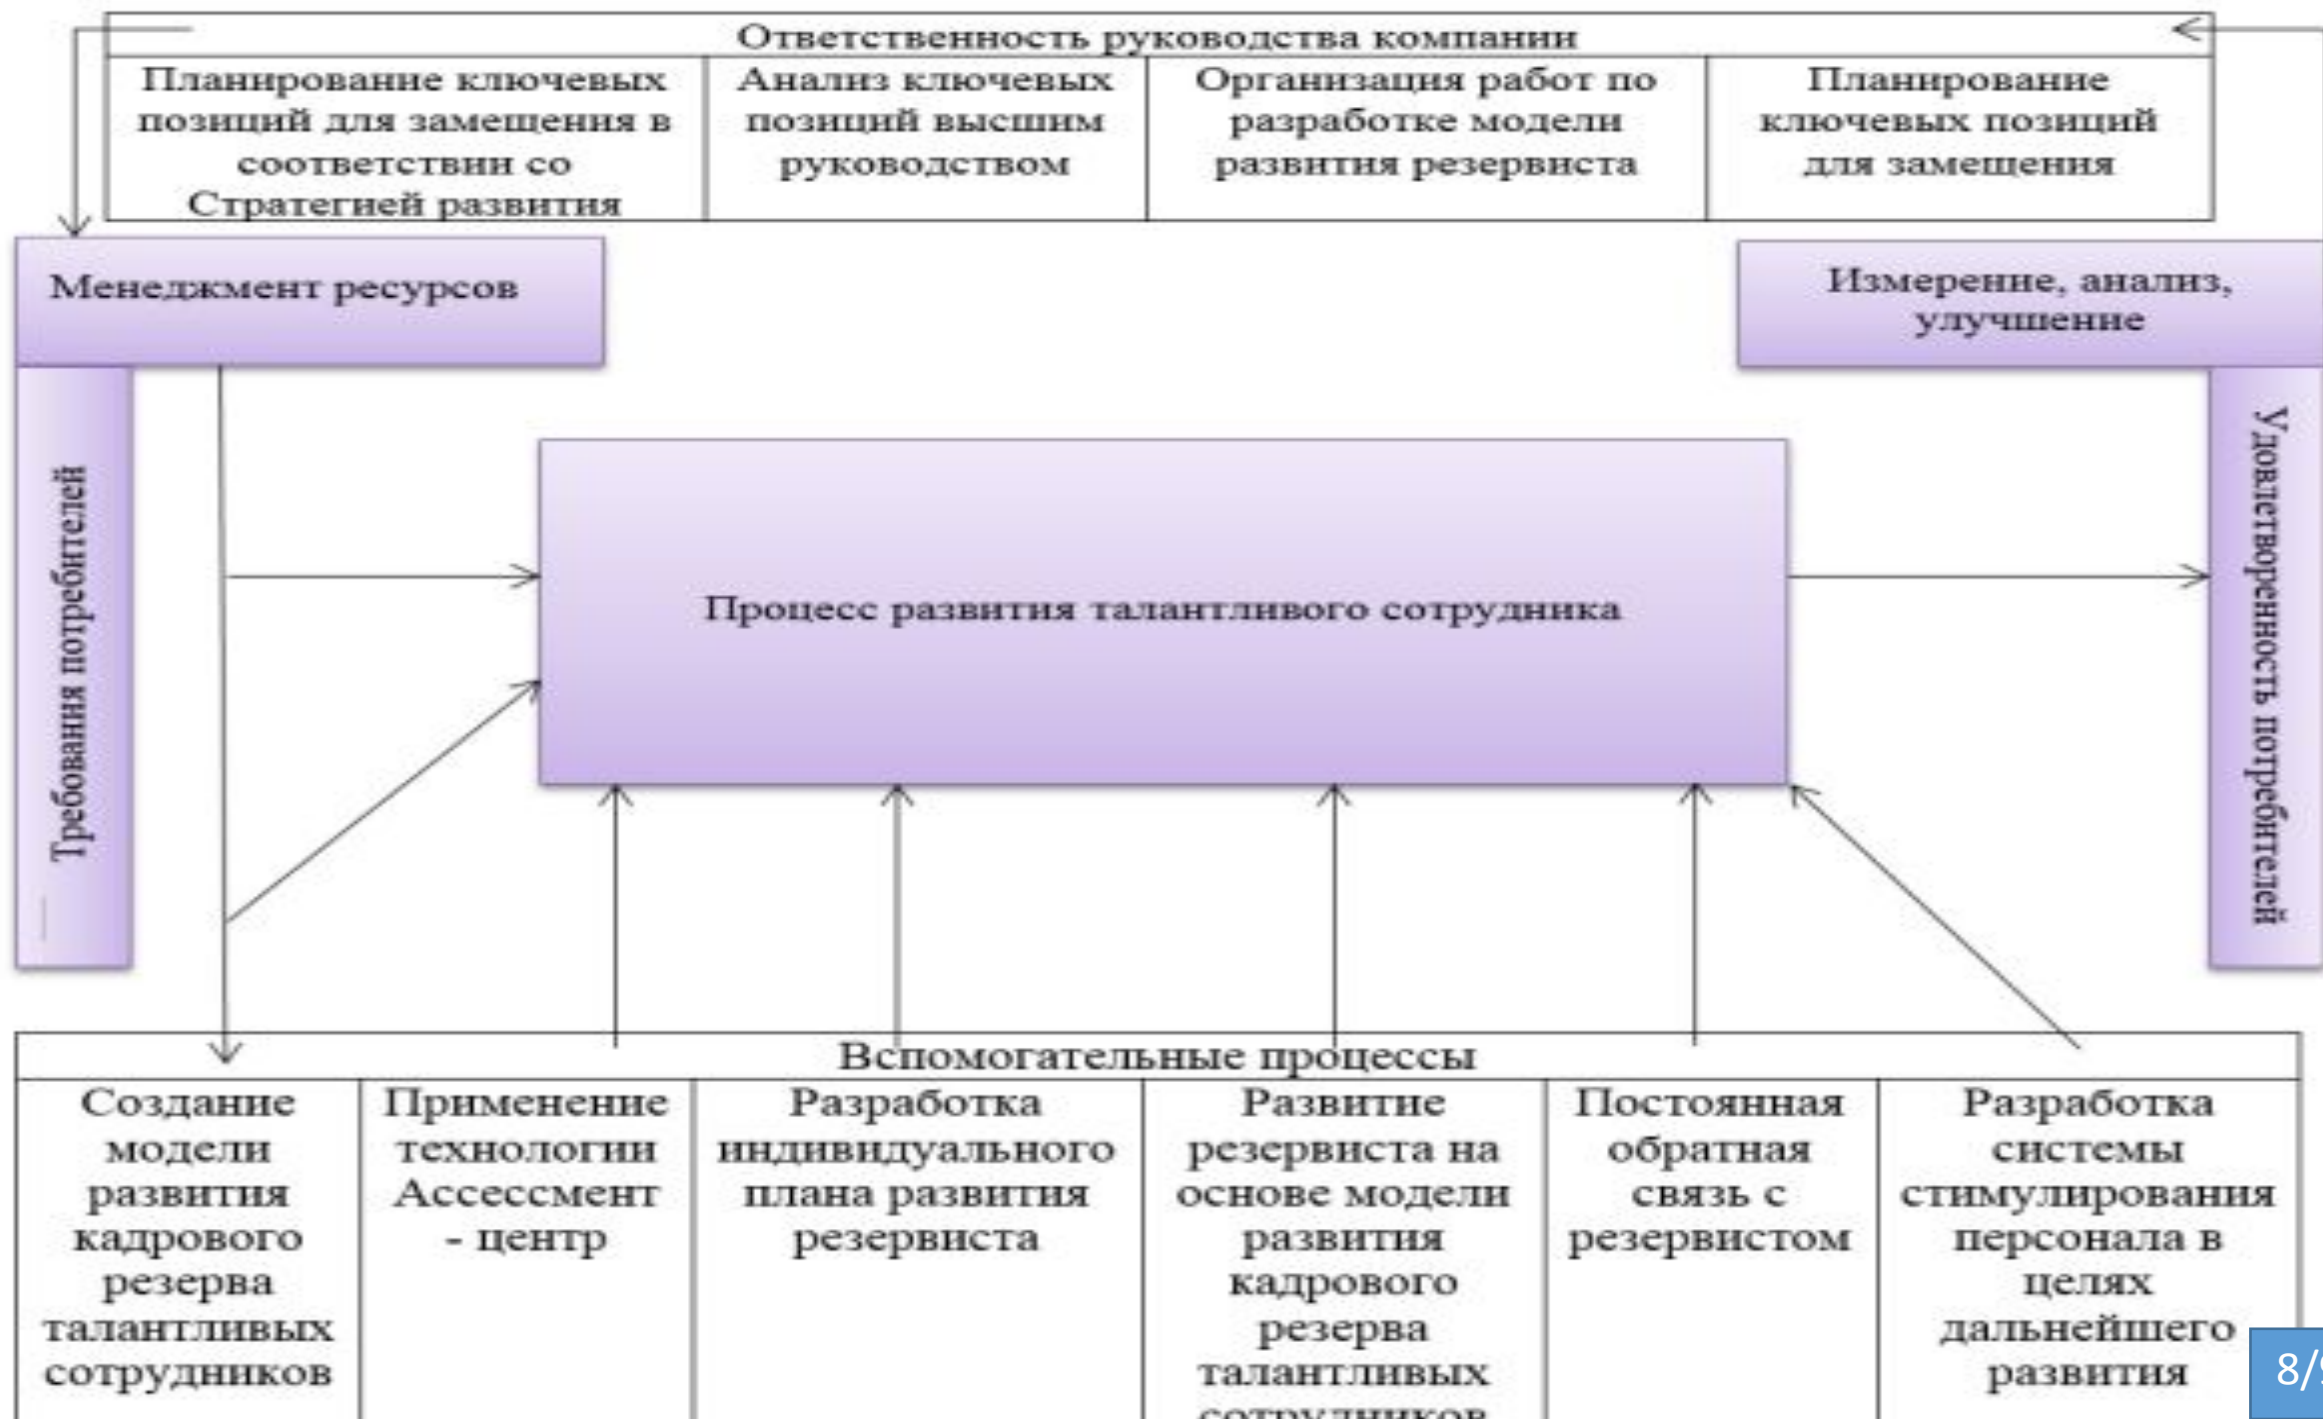 Ответственность руководства компании
Планирование ключевых
позиций для замещения в
соответствии со
Стратегией развития
Анализ ключевых
позиций высшим
руководством
Организация работ по
разработке модели
развития резервиста
Планирование
ключевых позиций
для замещения
Менеджмент ресурсов
Измерение, анализ,
улучшение
Требования потребителей
Процесс развития талантливого сотрудника
Удовлетворенность потребителей
Вспомогательные процессы
Создание
модели
развития
кадрового
резерва
талантливых
сотрудников
Применение
технологии
Ассессмент
- центр
Разработка
индивидуального
плана развития
резервиста
Развитие
резервиста на
основе модели
развития
кадрового
резерва
талантливых
сотрудников
Постоянная
обратная
связь с
резервистом
Разработка
системы
стимулирования
персонала в
целях
дальнейшего
развития
8/9